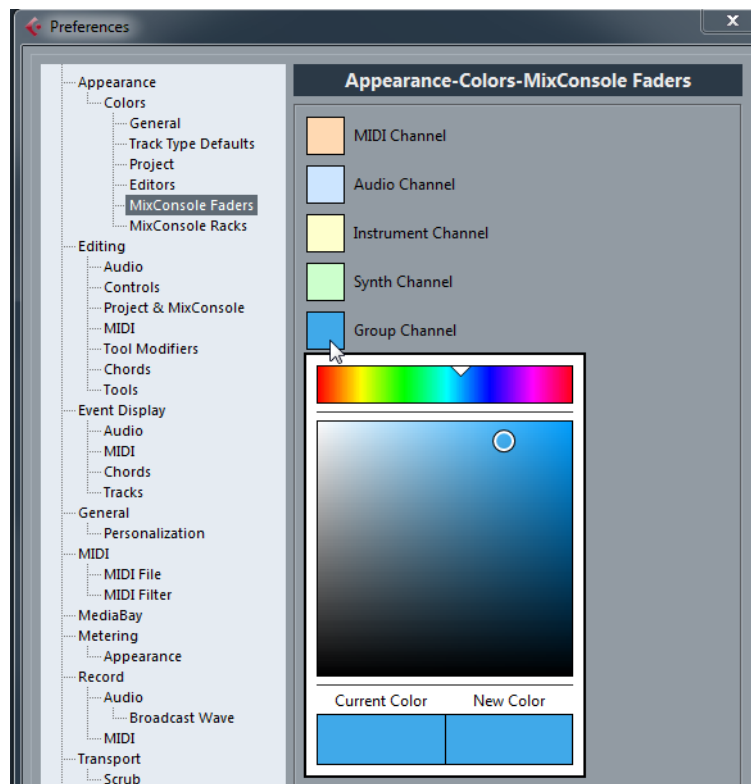 Preferences
x
Appearance
Colors
General
Track Type Defaults
Project
Editors
MixConsole Faders
MixConsole Racks
Editing
Audio
Controls
Project & MixConsole
MIDI
Tool Modifiers
Chords
Tools
Event Display
Audio
MIDI
Chords
Tracks
General
Personalization
MIDI
MIDI File
MIDI Filter
MediaBay
Metering
Appearance
Record
Audio
Broadcast Wave
MIDI
Transport
Scrub
Appearance-Colors-MixConsole Faders
MIDI Channel
Audio Channel
Instrument Channel
Synth Channel
Group Channel
Current Color New Color